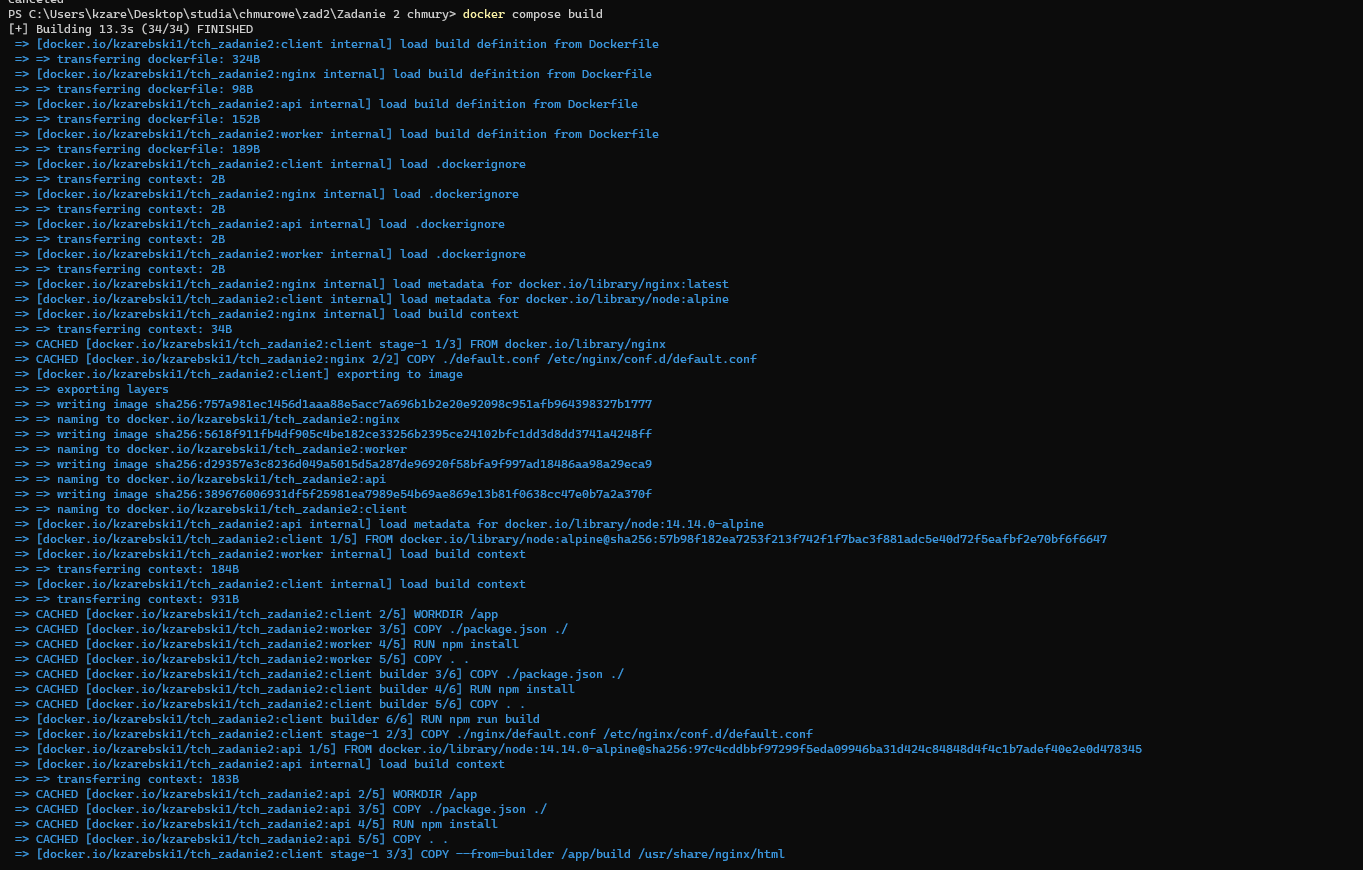 Canceled
PS C:\Users\kzare\Desktop\studia\chmurowe\zad2\Zadanie 2 chmury> docker compose build
[+] Building 13.3s (34/34) FINISHED
=> [docker.io/kzarebski1/tch_zadanie2:client internal] load build definition from Dockerfile
=> => transferring dockerfile: 324B
=> [docker.io/kzarebski1/tch_zadanie2:nginx internal] load build definition from Dockerfile
=> => transferring dockerfile: 98B
=> [docker.io/kzarebski1/tch_zadanie2:api internal] load build definition from Dockerfile
=> => transferring dockerfile: 152B
=> [docker.io/kzarebski1/tch_zadanie2:worker internal] load build definition from Dockerfile
=> => transferring dockerfile: 189B
=> [docker.io/kzarebski1/tch_zadanie2:client internal] load .dockerignore
=> => transferring context: 2B
=> [docker.io/kzarebski1/tch_zadanie2:nginx internal] load .dockerignore
=> => transferring context: 2B
=> [docker.io/kzarebski1/tch_zadanie2:api internal] load .dockerignore
=> => transferring context: 2B
=> [docker.io/kzarebski1/tch_zadanie2:worker internal] load .dockerignore
=> => transferring context: 2B
=> [docker.io/kzarebski1/tch_zadanie2:nginx internal] load metadata for docker.io/library/nginx:latest
=> [docker.io/kzarebski1/tch_zadanie2:client internal] load metadata for docker.io/library/node:alpine
=> [docker.io/kzarebski1/tch_zadanie2:nginx internal] load build context
=> => transferring context: 34B
=> CACHED [docker.io/kzarebski1/tch_zadanie2:client stage-1 1/3] FROM docker.io/library/nginx
=> CACHED [docker.io/kzarebski1/tch_zadanie2:nginx 2/2] COPY ./default.conf /etc/nginx/conf.d/default.conf
=> [docker.io/kzarebski1/tch_zadanie2:client] exporting to image
=> => exporting layers
=> => writing image sha256:757a981ec1456d1aaa88e5acc7a696b1b2e20e92098c951afb964398327b1777
=> => naming to docker.io/kzarebski1/tch_zadanie2:nginx
=> => writing image sha256:5618f911fb4df905c4be182ce33256b2395ce24102bfc1dd3d8dd3741a4248ff
=> => naming to docker.io/kzarebski1/tch_zadanie2:worker
=> => writing image sha256:d29357e3c8236d049a5015d5a287de96920f58bfa9f997ad18486aa98a29eca9
=> => naming to docker.io/kzarebski1/tch_zadanie2:api
=> => writing image sha256:389676006931df5f25981ea7989e54b69ae869e13b81f0638cc47e0b7a2a370f
=> => naming to docker.io/kzarebski1/tch_zadanie2:client
=> [docker.io/kzarebski1/tch_zadanie2:api internal] load metadata for docker.io/library/node:14.14.0-alpine
=> [docker.io/kzarebski1/tch_zadanie2:client 1/5] FROM docker.io/library/node:alpine@sha256:57b98f182ea7253f213f742f1f7bac3f881adc5e40d72f5eafbf2e70bf6f6647
=> [docker.io/kzarebski1/tch_zadanie2:worker internal] load build context
=> => transferring context: 184B
=> [docker.io/kzarebski1/tch_zadanie2:client internal] load build context
=> => transferring context: 931B
=> CACHED [docker.io/kzarebski1/tch_zadanie2:client 2/5] WORKDIR /app
=> CACHED [docker.io/kzarebski1/tch_zadanie2:worker 3/5] COPY ./package.json ./
=> CACHED [docker.io/kzarebski1/tch_zadanie2:worker 4/5] RUN npm install
=> CACHED [docker.io/kzarebski1/tch_zadanie2:worker 5/5] COPY . .
=> CACHED [docker.io/kzarebski1/tch_zadanie2:client builder 3/6] COPY ./package.json ./
=> CACHED [docker.io/kzarebski1/tch_zadanie2:client builder 4/6] RUN npm install
=> CACHED [docker.io/kzarebski1/tch_zadanie2:client builder 5/6] COPY . .
=> [docker.io/kzarebski1/tch_zadanie2:client builder 6/6] RUN npm run build
=> [docker.io/kzarebski1/tch_zadanie2:client stage-1 2/3] COPY ./nginx/default.conf /etc/nginx/conf.d/default.conf
=> [docker.io/kzarebski1/tch_zadanie2:api 1/5] FROM docker.io/library/node:14.14.0-alpine@sha256:97c4cddbbf97299f5eda09946ba31d424c84848d4f4c1b7adef40e2e0d478345
=> [docker.io/kzarebski1/tch_zadanie2:api internal] load build context
=> => transferring context: 183B
=> CACHED [docker.io/kzarebski1/tch_zadanie2:api 2/5] WORKDIR /app
=> CACHED [docker.io/kzarebski1/tch_zadanie2:api 3/5] COPY ./package.json ./
=> CACHED [docker.io/kzarebski1/tch_zadanie2:api 4/5] RUN npm install
=> CACHED [docker.io/kzarebski1/tch_zadanie2:api 5/5] COPY . .
=> [docker.io/kzarebski1/tch_zadanie2:client stage-1 3/3] COPY --from=builder /app/build /usr/share/nginx/html